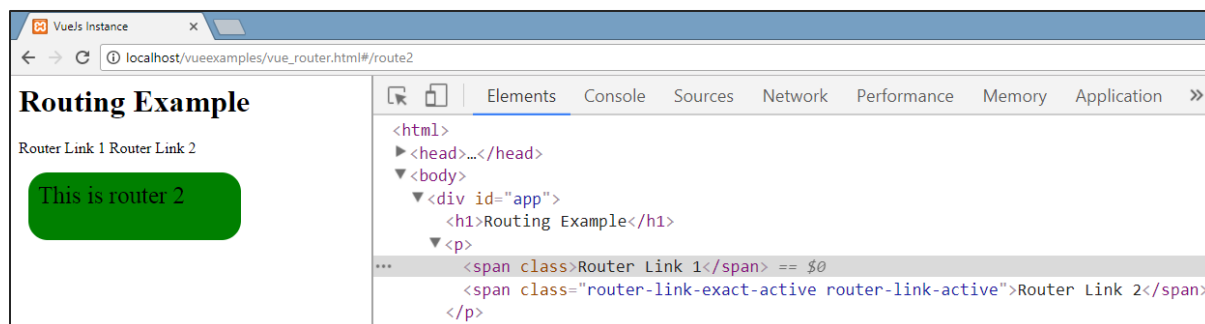 VueJs Instance
localhost/vueexamples/vue_router.html#/route2
Routing Example
Router Link 1 Router Link 2
This is router 2
Elements Console Sources Network Performance Memory Application »
<html>
▶<head>…</head>
▼<body>
▼<div id="app">
<h1>Routing Example</h1>
▼<p>
... <span class>Router Link 1</span> == $0
<span class="router-link-exact-active router-link-active">Router Link 2</span>
</p>